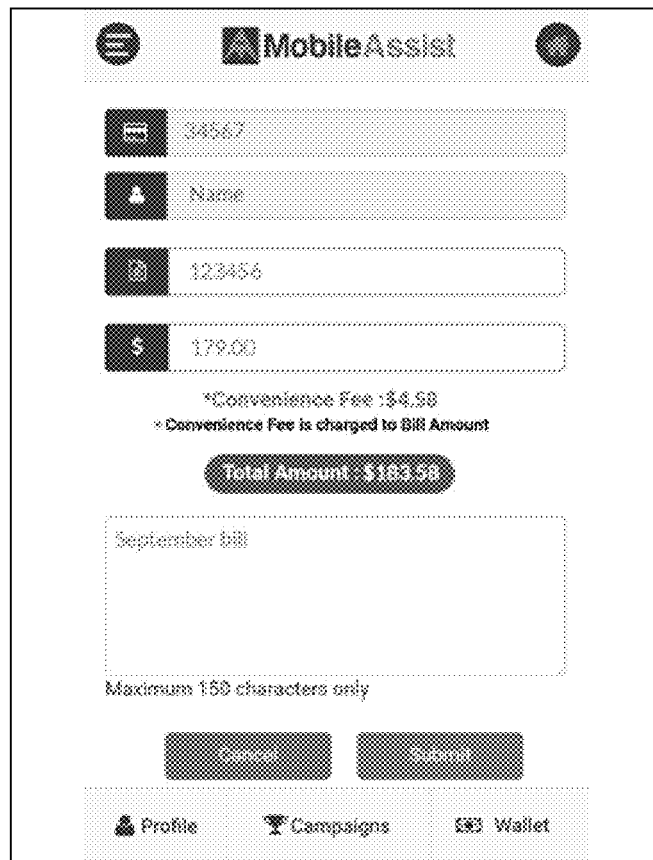 MobileAssist
34567
Name
123456
$ 179.00
*Convenience Fee :$4.58
* Convenience Fee is charged to Bill Amount
Total Amount : $183.58
September bill
Maximum 150 characters only
Cancel Submit
Profile Campaigns Wallet